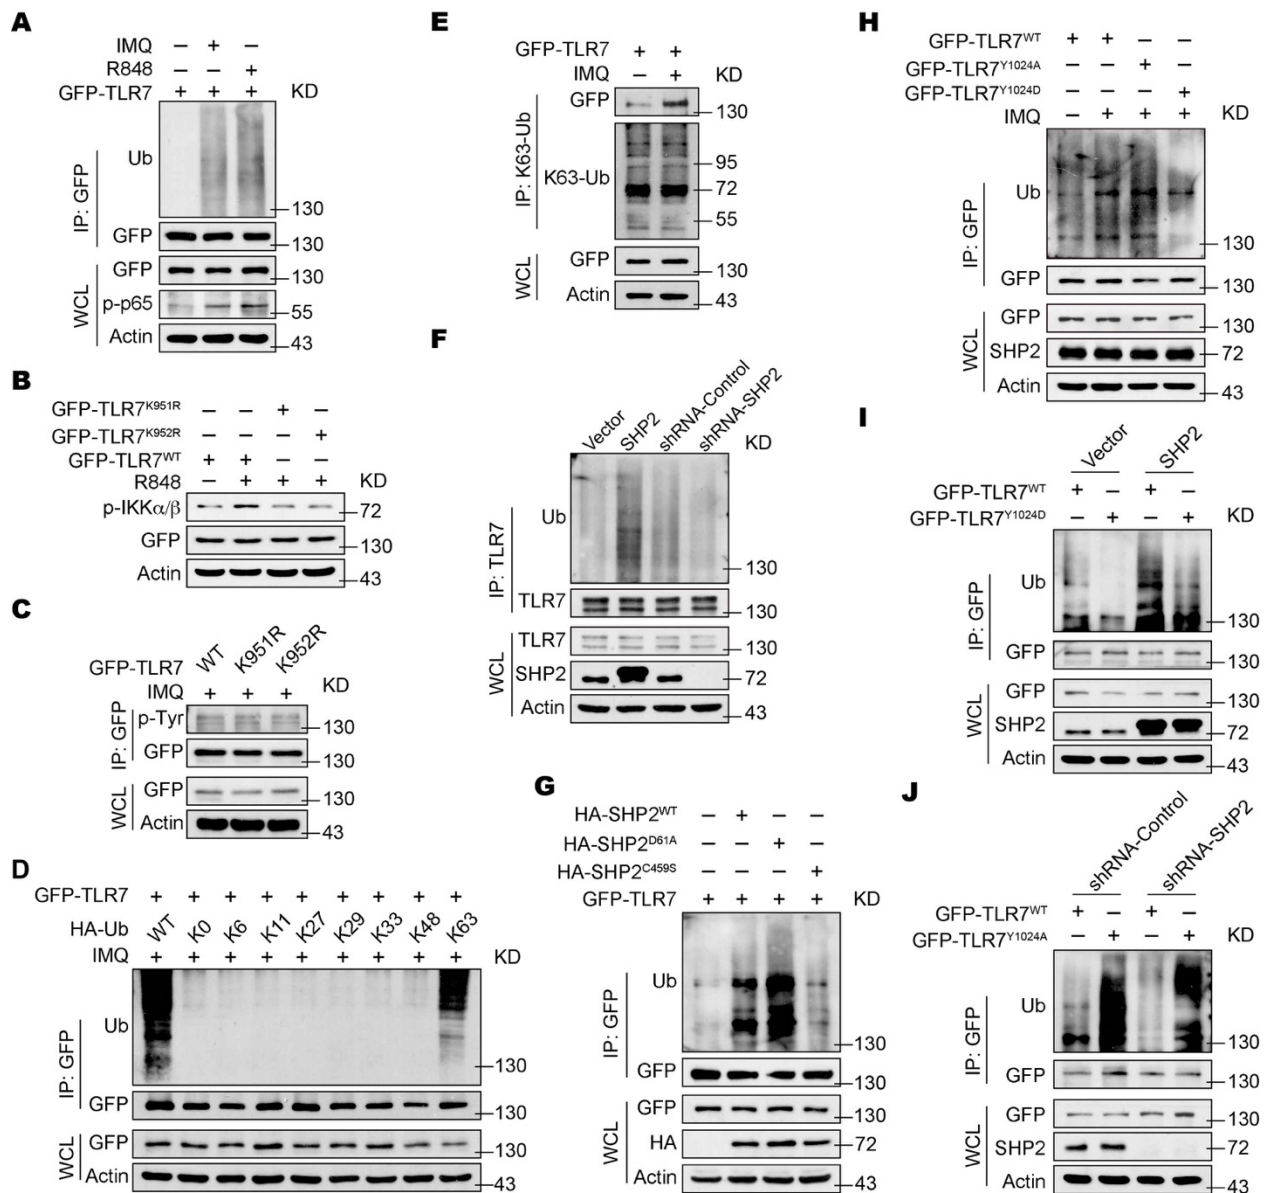 A
IMQ – + –
R848 – – +
GFP-TLR7 + + + KD
IP: GFP
Ub
130
GFP
130
WCL
GFP
130
p-p65
55
Actin
43
B
GFP-TLR7K951R – – + –
GFP-TLR7K952R – – – +
GFP-TLR7WT + + – –
R848 – + + + KD
p-IKKα/β
72
GFP
130
Actin
43
C
GFP-TLR7 WT K951R K952R
IMQ + + + KD
IP: GFP
p-Tyr
130
GFP
130
WCL
GFP
130
Actin
43
D
GFP-TLR7 + + + + + + + + +
HA-Ub WT K0 K6 K11 K27 K29 K33 K48 K63
IMQ + + + + + + + + + KD
IP: GFP
Ub
130
GFP
130
WCL
GFP
130
Actin
43
E
GFP-TLR7 + +
IMQ – + KD
IP: K63-Ub
GFP
130
K63-Ub
95
72
55
WCL
GFP
130
Actin
43
F
Vector SHP2 shRNA-Control shRNA-SHP2 KD
IP: TLR7
Ub
130
TLR7
130
WCL
TLR7
130
SHP2
72
Actin
43
G
HA-SHP2WT – + – –
HA-SHP2D61A – – + –
HA-SHP2C459S – – – +
GFP-TLR7 + + + + KD
IP: GFP
Ub
130
GFP
130
WCL
GFP
130
HA
72
Actin
43
H
GFP-TLR7WT + + – –
GFP-TLR7Y1024A – – + –
GFP-TLR7Y1024D – – – +
IMQ – + + + KD
IP: GFP
Ub
130
GFP
130
WCL
GFP
130
SHP2
72
Actin
43
I
Vector SHP2
GFP-TLR7WT + – + –
GFP-TLR7Y1024D – + – + KD
IP: GFP
Ub
130
GFP
130
WCL
GFP
130
SHP2
72
Actin
43
J
shRNA-Control shRNA-SHP2
GFP-TLR7WT + – + –
GFP-TLR7Y1024A – + – + KD
IP: GFP
Ub
130
GFP
130
WCL
GFP
130
SHP2
72
Actin
43